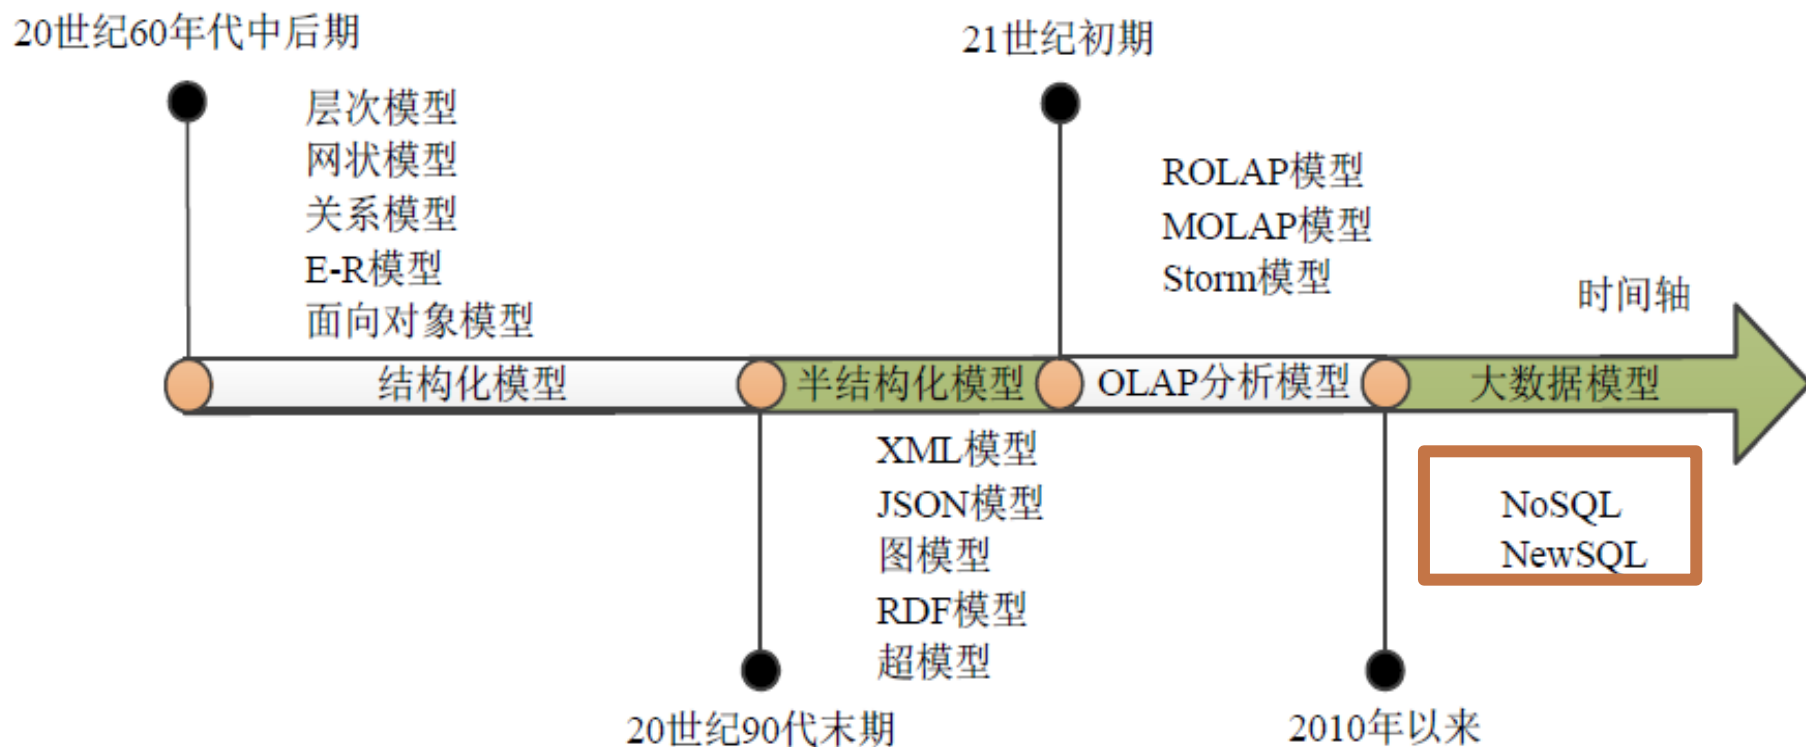 20世纪60年代中后期
21世纪初期
层次模型
网状模型
关系模型
E-R模型
面向对象模型
ROLAP模型
MOLAP模型
Storm模型
时间轴
结构化模型
半结构化模型
OLAP分析模型
大数据模型
XML模型
JSON模型
图模型
RDF模型
超模型
NoSQL
NewSQL
20世纪90代末期
2010年以来